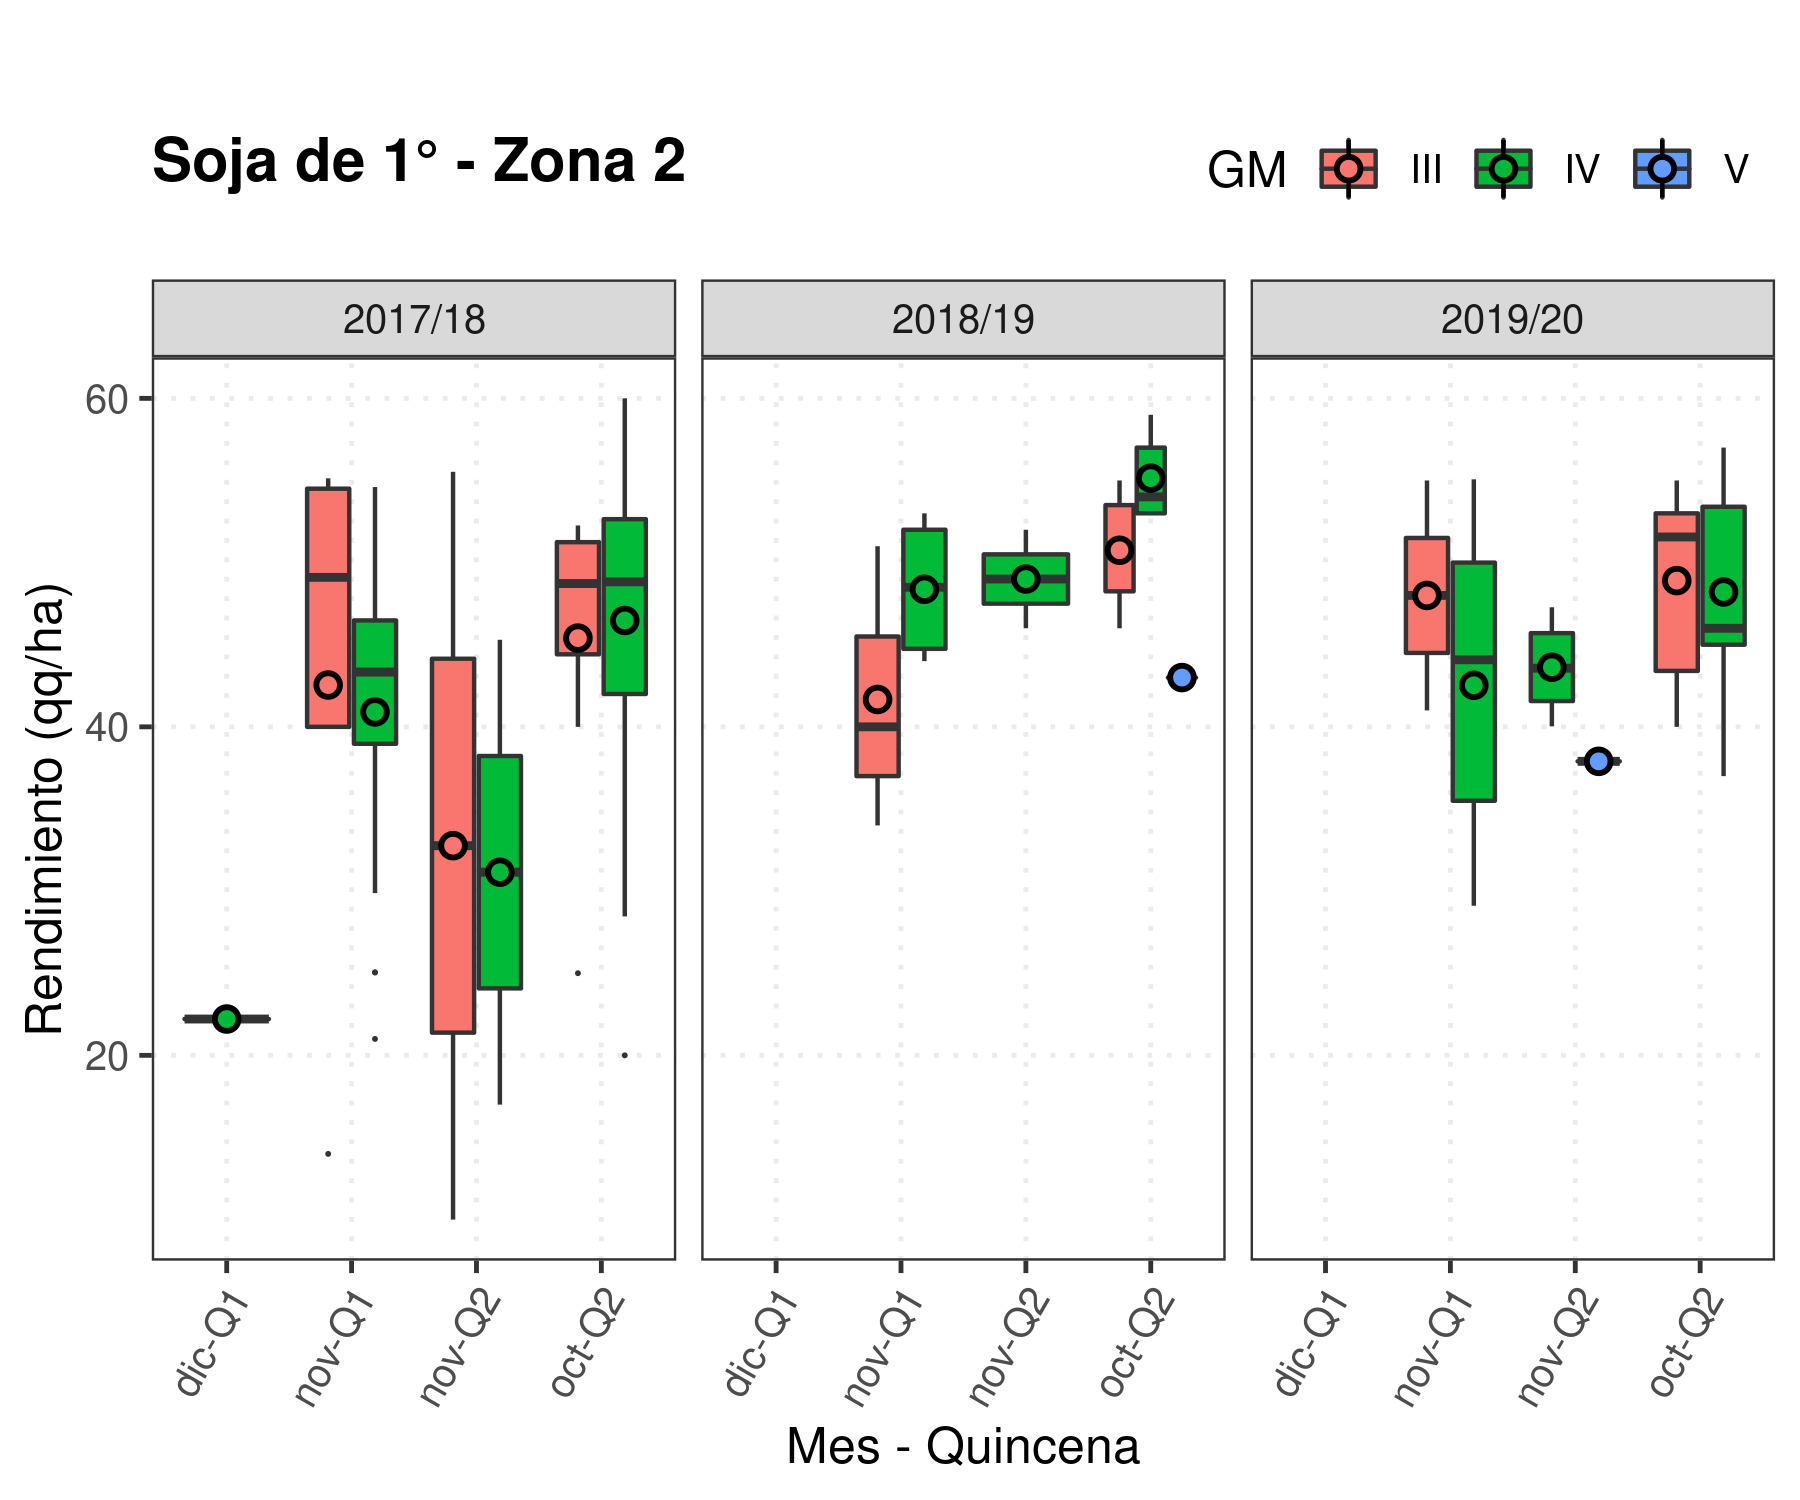 Soja de 1° - Zona 2
GM III IV V
2017/18 2018/19 2019/20
60
40
20
Rendimiento (qq/ha)
dic-Q1 nov-Q1 nov-Q2 oct-Q2 dic-Q1 nov-Q1 nov-Q2 oct-Q2 dic-Q1 nov-Q1 nov-Q2 oct-Q2
Mes - Quincena